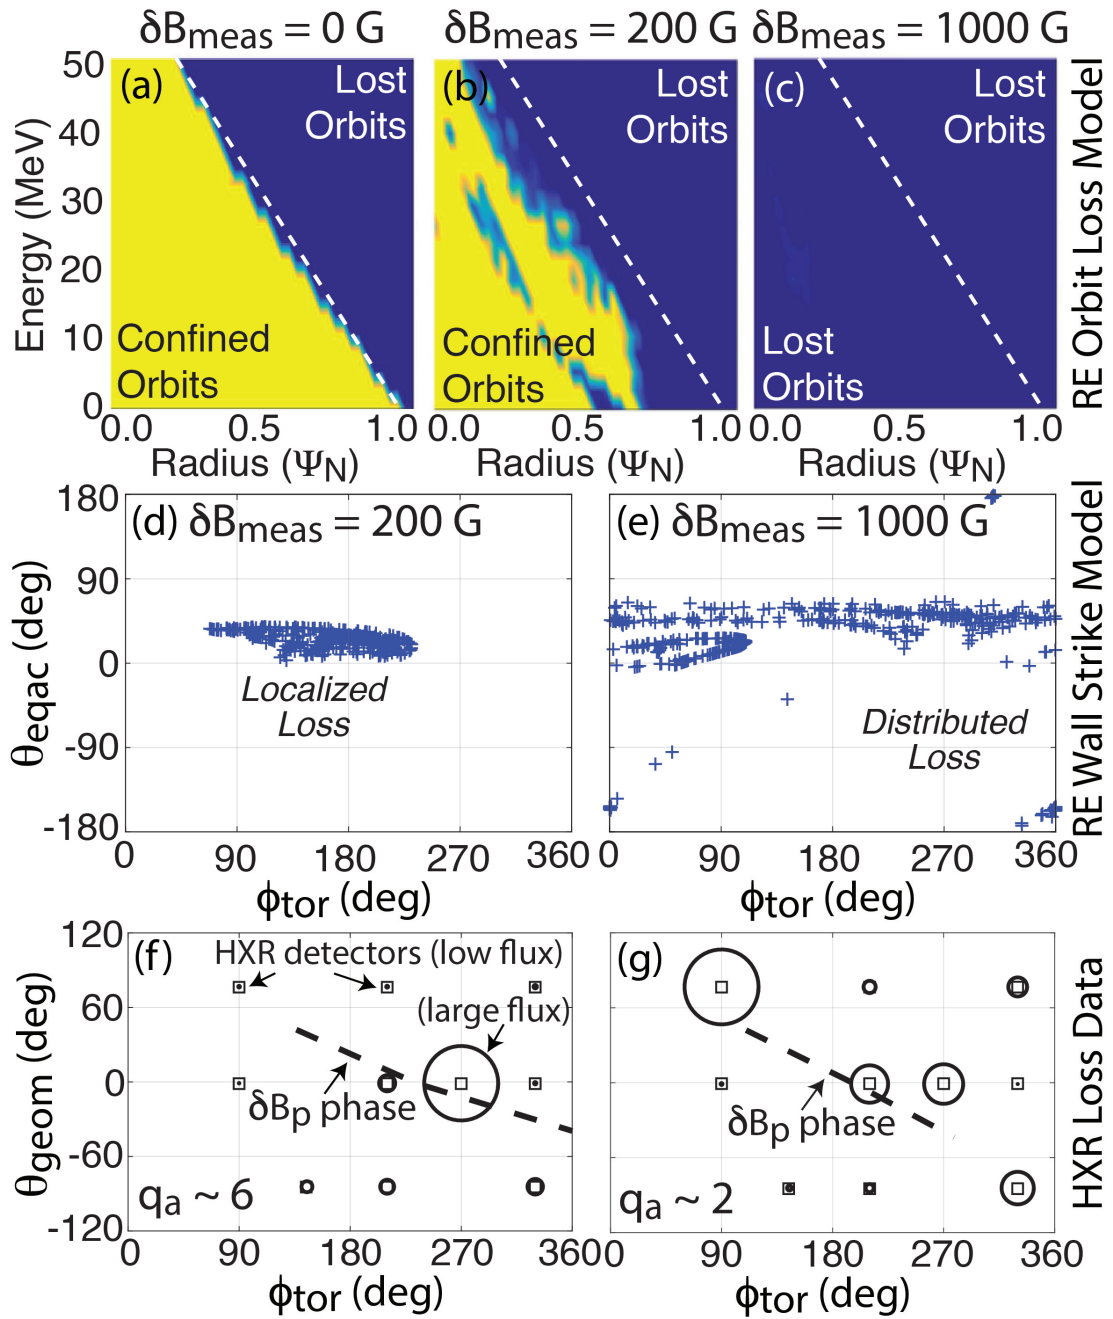 δBmeas = 0 G δBmeas = 200 G δBmeas = 1000 G
(a) Lost Orbits
(b) Lost Orbits
(c) Lost Orbits
Confined Orbits
Confined Orbits
Lost Orbits
Energy (MeV)
50
40
30
20
10
0
0.0 0.5 1.0 0.0 0.5 1.0 0.0 0.5 1.0
Radius (ΨN) Radius (ΨN) Radius (ΨN)
RE Orbit Loss Model
(d) δBmeas = 200 G
(e) δBmeas = 1000 G
θeqac (deg)
180
90
0
-90
-180
Localized
Loss
Distributed
Loss
0 90 180 270 360 0 90 180 270 360
ϕtor (deg) ϕtor (deg)
RE Wall Strike Model
(f) HXR detectors (low flux)
(large flux)
δBp phase
qa ~ 6
(g)
δBp phase
qa ~ 2
θgeom (deg)
120
60
0
-60
-120
0 90 180 270 360 0 90 180 270 360
ϕtor (deg) ϕtor (deg)
HXR Loss Data